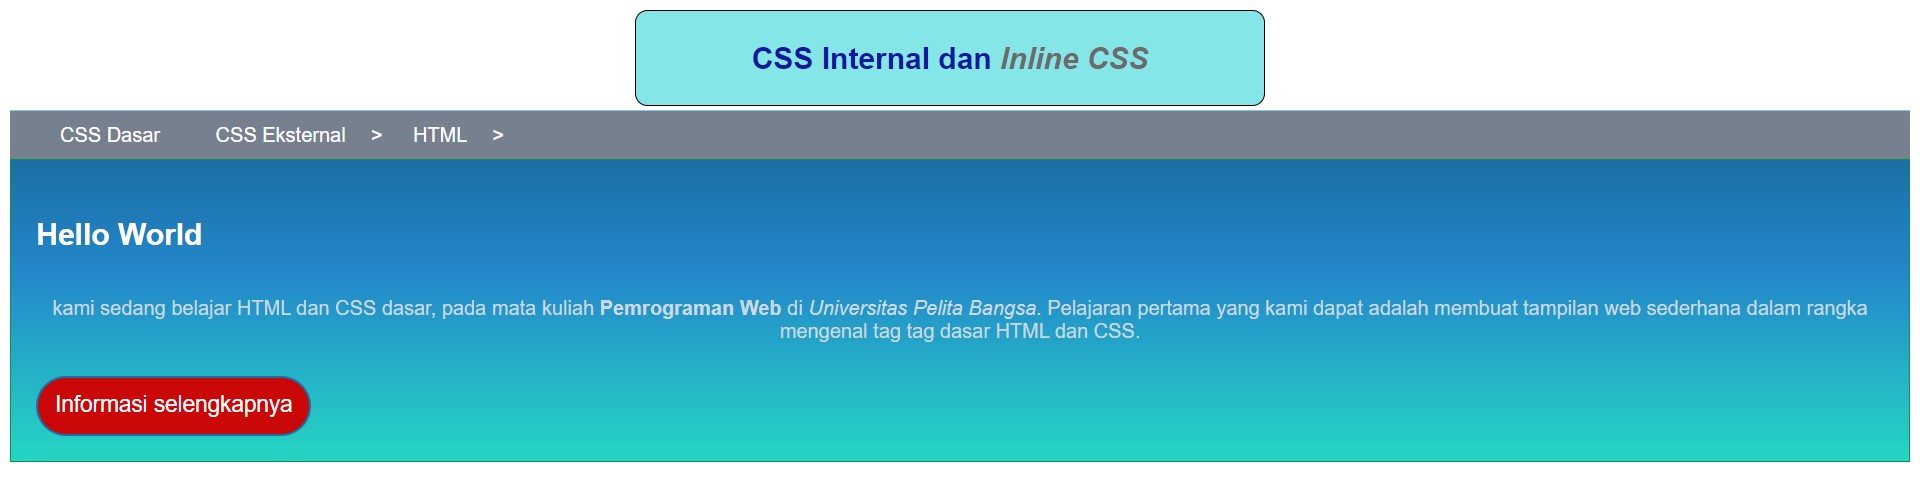 CSS Internal dan Inline CSS
CSS Dasar CSS Eksternal > HTML >
Hello World
kami sedang belajar HTML dan CSS dasar, pada mata kuliah Pemrograman Web di Universitas Pelita Bangsa. Pelajaran pertama yang kami dapat adalah membuat tampilan web sederhana dalam rangka
mengenal tag tag dasar HTML dan CSS.
Informasi selengkapnya